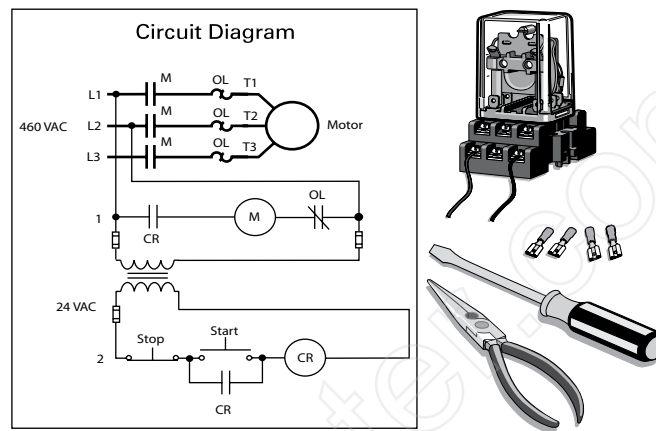 Circuit Diagram
M OL T1
L1
M OL T2
460 VAC L2 Motor
M OL T3
L3
OL
1 M
CR
24 VAC
Stop Start
2 CR
CR